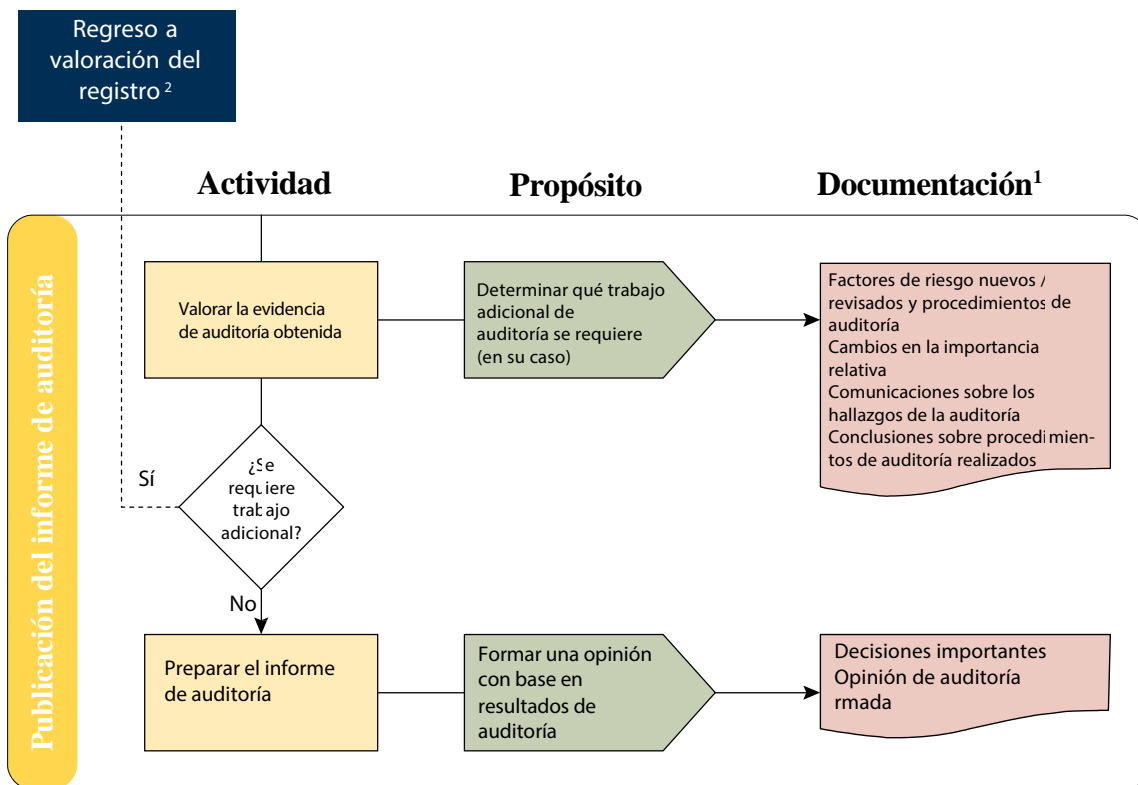 Regreso a
valoración del
registro ²
Actividad
Propósito
Documentación¹
Publicación del informe de auditoría
Valorar la evidencia
de auditoría obtenida
Determinar qué trabajo
adicional de
auditoría se requiere
(en su caso)
Factores de riesgo nuevos /
revisados y procedimientos de
auditoría
Cambios en la importancia
relativa
Comunicaciones sobre los
hallazgos de la auditoría
Conclusiones sobre procedimien-
tos de auditoría realizados
Sí
¿Se
requiere
trabajo
adicional?
No
Preparar el informe
de auditoría
Formar una opinión
con base en
resultados de
auditoría
Decisiones importantes
Opinión de auditoría
rmada